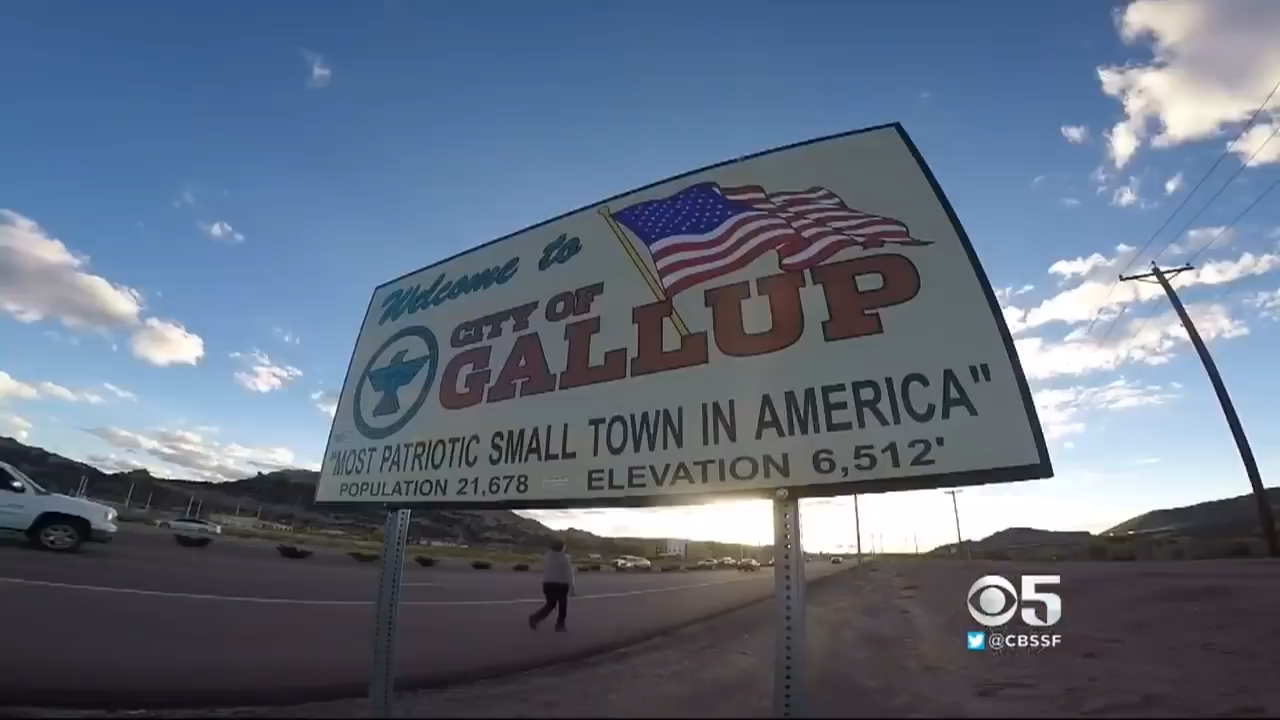 Welcome to
CITY OF
GALLUP
"MOST PATRIOTIC SMALL TOWN IN AMERICA"
POPULATION 21,678 ELEVATION 6,512'
5
@CBSSF